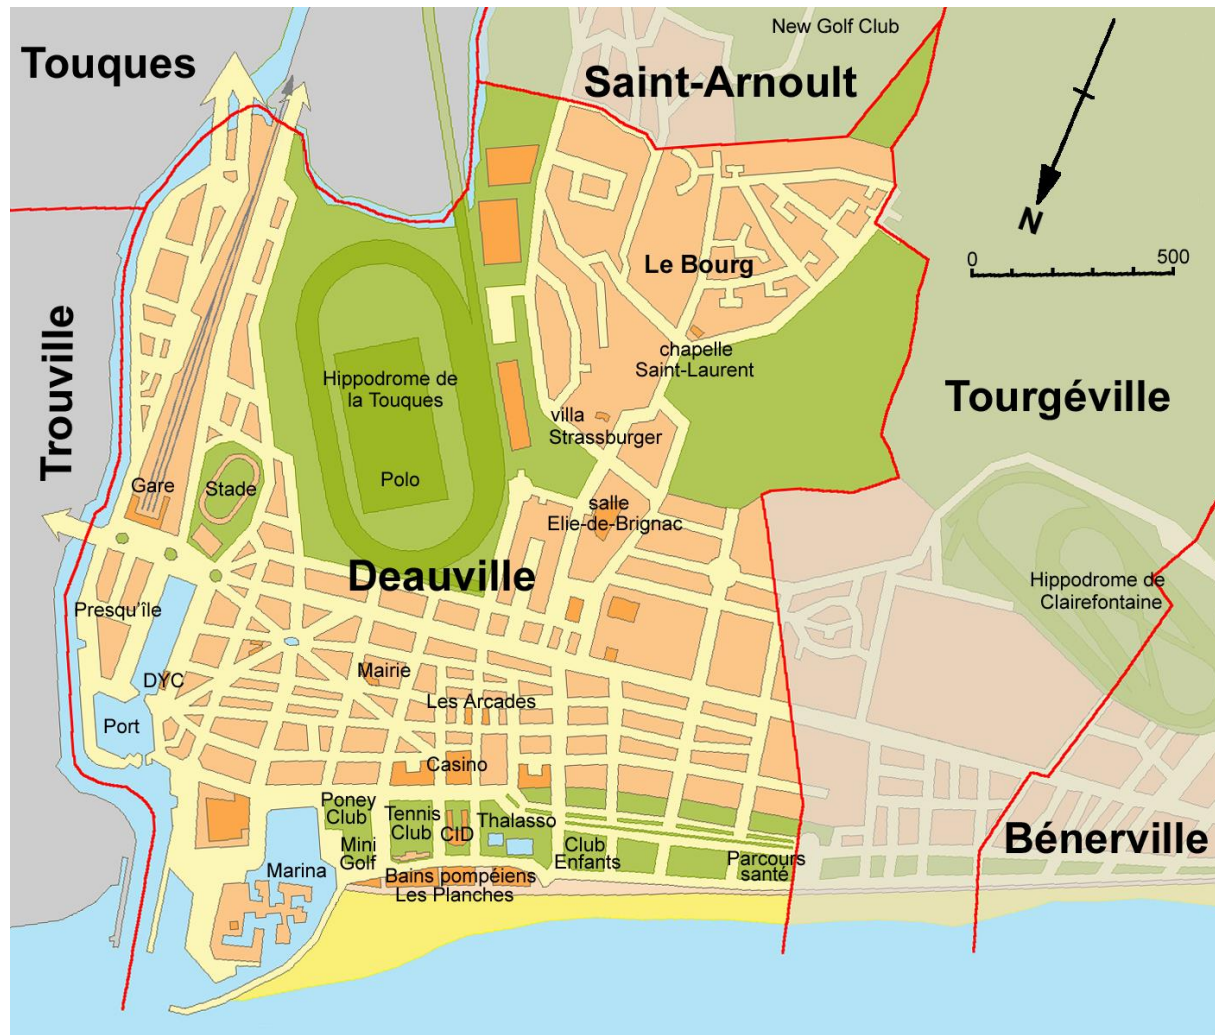 New Golf Club
Touques
Saint-Arnoult
N
0
500
Le Bourg
Trouville
chapelle
Saint-Laurent
Hippodrome de
la Touques
Tourgéville
villa
Strassburger
Polo
Gare
Stade
salle
Elie-de-Brignac
Deauville
Hippodrome de
Clairefontaine
Presqu'île
DYC
Mairie
Les Arcades
Port
Casino
Poney
Club
Tennis
Club
CID
Thalasso
Mini
Golf
Club
Enfants
Bénerville
Parcours
santé
Marina
Bains pompéiens
Les Planches